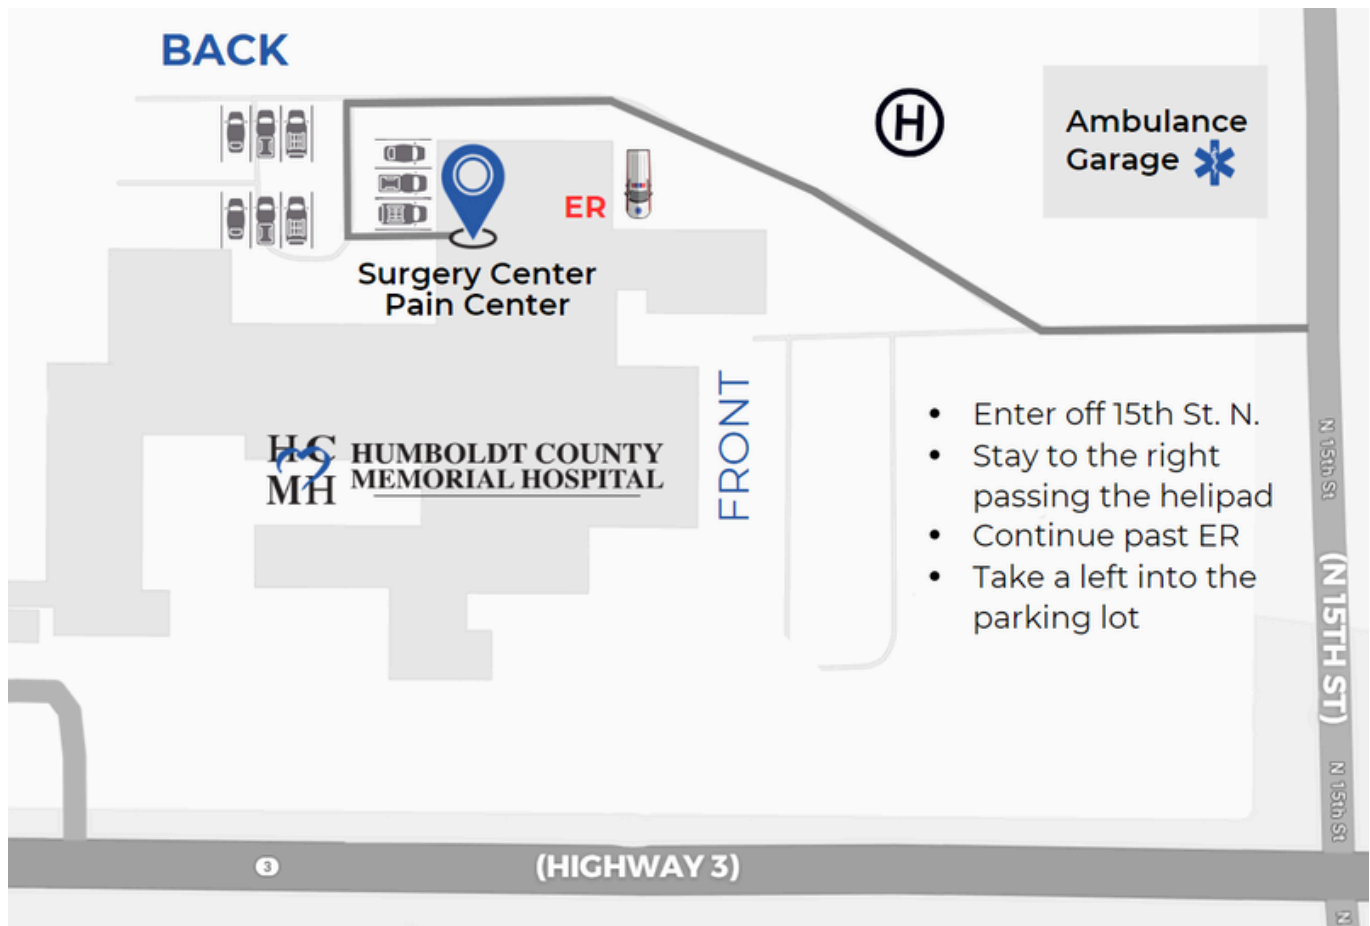 BACK
H
Ambulance
Garage
ER
Surgery Center
Pain Center
FRONT
HC
MH
HUMBOLDT COUNTY
MEMORIAL HOSPITAL
• Enter off 15th St. N.
• Stay to the right
passing the helipad
• Continue past ER
• Take a left into the
parking lot
N 15th St
(N 15TH ST)
N 15th St
3
(HIGHWAY 3)
N